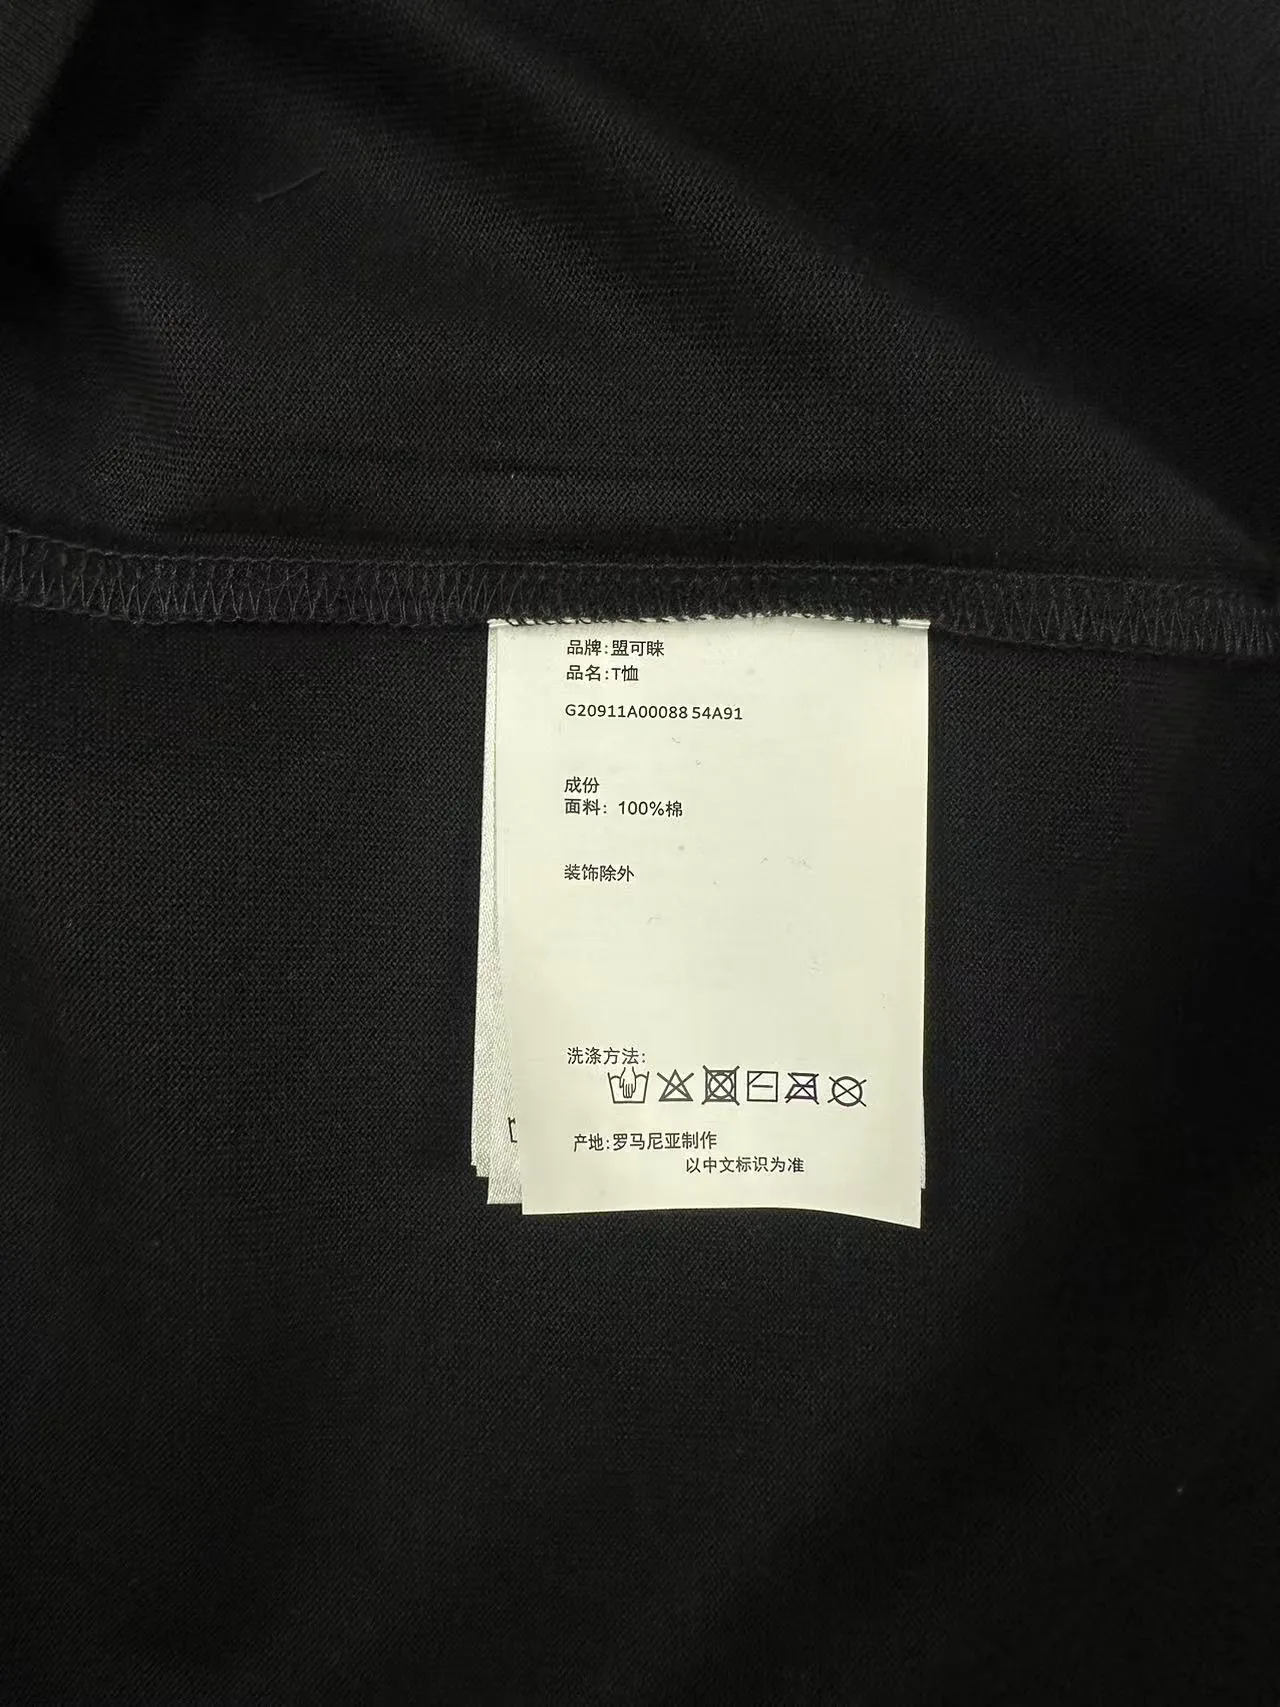 品牌:盟可睐
品名:T恤
G20911A00088 54A91
成份
面料: 100%棉
装饰除外
洗涤方法:
产地:罗马尼亚制作
以中文标识为准